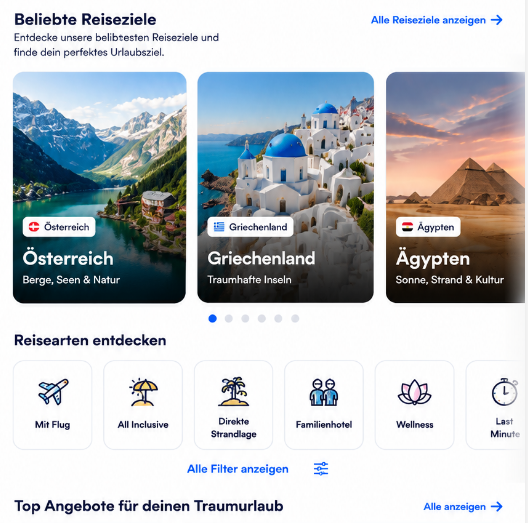 Beliebte Reiseziele
Alle Reiseziele anzeigen
Entdecke unsere belibtesten Reiseziele und
finde dein perfektes Urlaubsziel.
Österreich
Österreich
Berge, Seen & Natur
Griechenland
Griechenland
Traumhafte Inseln
Ägypten
Ägypten
Sonne, Strand & Kultur
Reisearten entdecken
Mit Flug
All Inclusive
Direkte
Strandlage
Familienhotel
Wellness
Last
Minute
Alle Filter anzeigen
Top Angebote für deinen Traumurlaub
Alle anzeigen